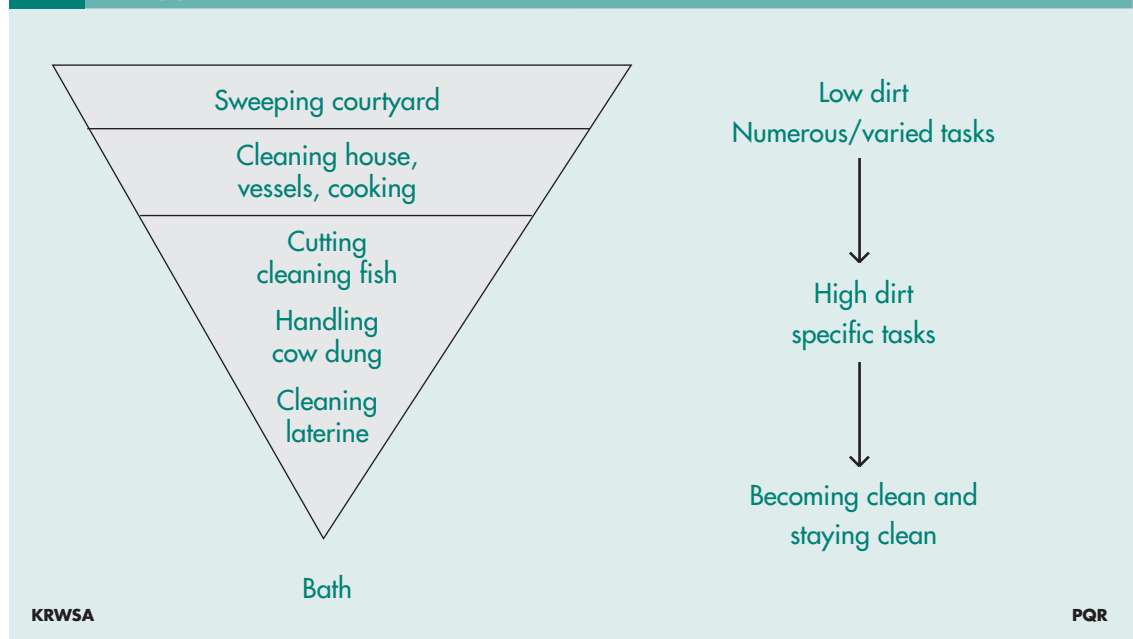 Sweeping courtyard
Cleaning house,
vessels, cooking
Cutting
cleaning fish
Handling
cow dung
Cleaning
laterine
Bath
Low dirt
Numerous/varied tasks
High dirt
specific tasks
Becoming clean and
staying clean
KRWSA
PQR